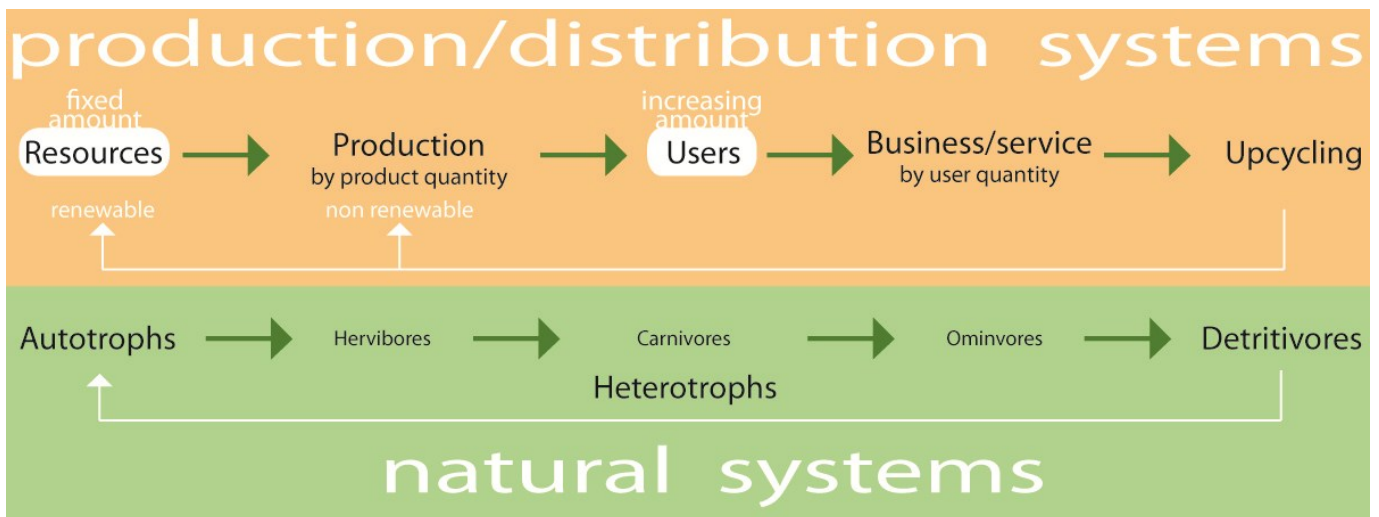 production/distribution systems
fixed
amount
increasing
amount
Resources
Production
by product quantity
Users
Business/service
by user quantity
Upcycling
renewable
non renewable
Autotrophs
Hervibores
Carnivores
Ominvores
Detritivores
Heterotrophs
natural systems